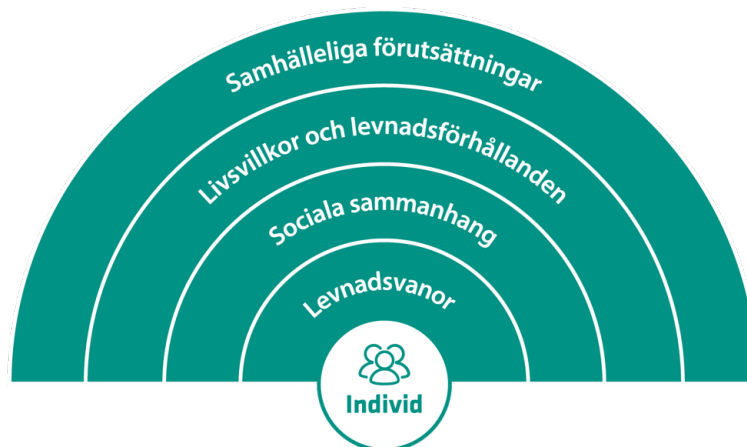 Samhälleliga förutsättningar
Livsvillkor och levnadsförhållanden
Sociala sammanhang
Levnadsvanor
Individ